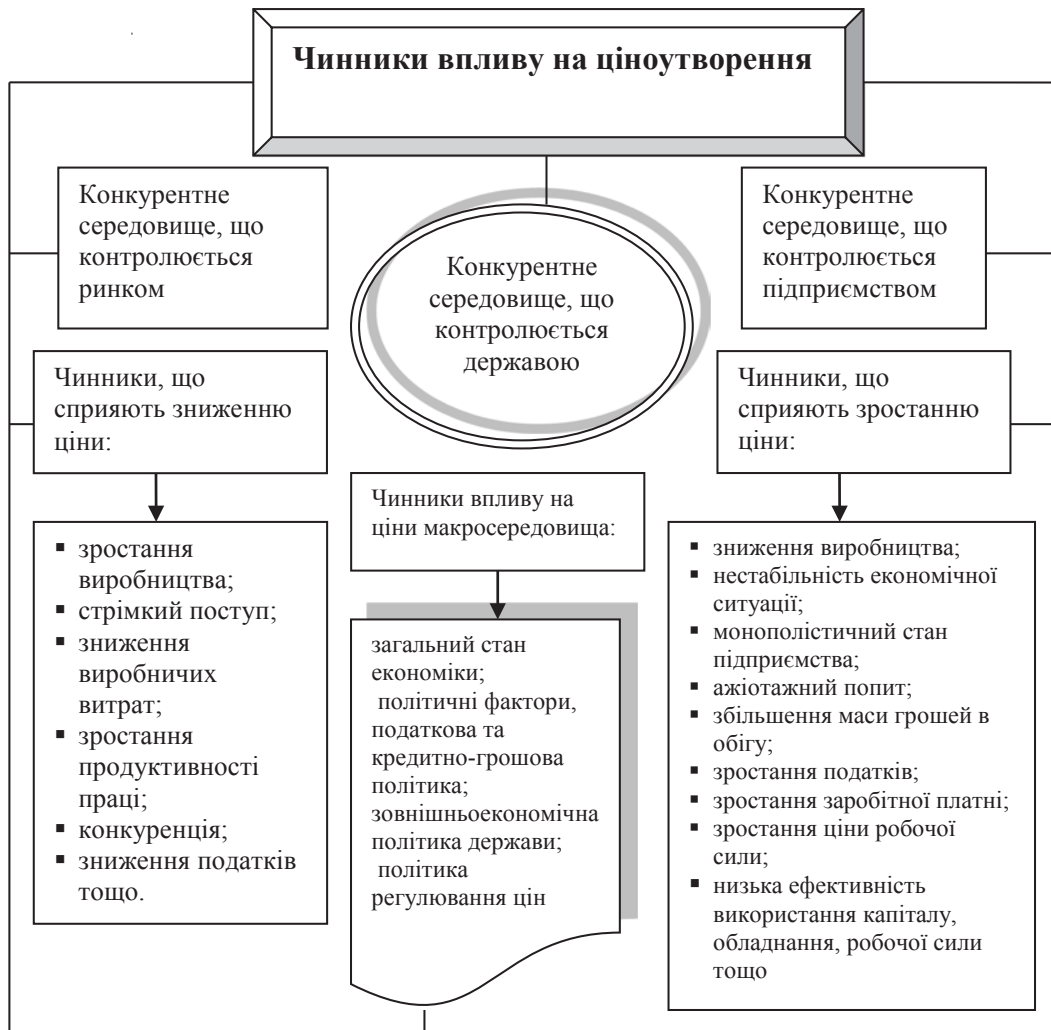 Чинники впливу на ціноутворення
Конкурентне
середовище, що
контролюється
ринком
Конкурентне
середовище, що
контролюється
державою
Конкурентне
середовище, що
контролюється
підприємством
Чинники, що
сприяють зниженню
ціни:
Чинники впливу на
ціни макросередовища:
Чинники, що
сприяють зростанню
ціни:
▪ зростання
виробництва;
▪ стрімкий поступ;
▪ зниження
виробничих
витрат;
▪ зростання
продуктивності
праці;
▪ конкуренція;
▪ зниження податків
тощо.
загальний стан
економіки;
політичні фактори,
податкова та
кредитно-грошова
політика;
зовнішньоекономічна
політика держави;
політика
регулювання цін
▪ зниження виробництва;
▪ нестабільність економічної
ситуації;
▪ монополістичний стан
підприємства;
▪ ажіотажний попит;
▪ збільшення маси грошей в
обігу;
▪ зростання податків;
▪ зростання заробітної платні;
▪ зростання ціни робочої
сили;
▪ низька ефективність
використання капіталу,
обладнання, робочої сили
тощо